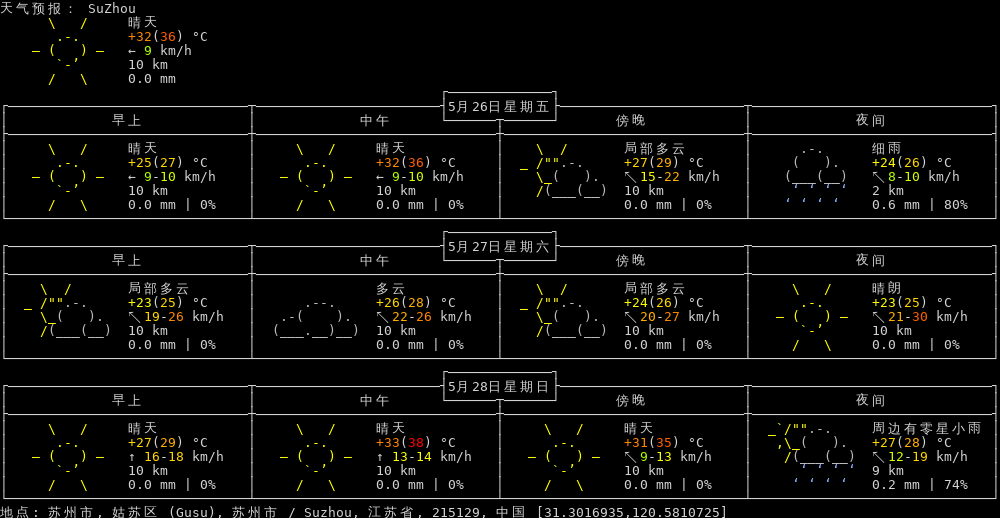 天气预报： SuZhou
晴天
+32(36) °C
← 9 km/h
10 km
0.0 mm
5月26日星期五
早上 中午 傍晚 夜间
晴天 晴天 局部多云 细雨
+25(27) °C +32(36) °C +27(29) °C +24(26) °C
← 9-10 km/h ← 9-10 km/h ↖ 15-22 km/h ↖ 8-10 km/h
10 km 10 km 10 km 2 km
0.0 mm | 0% 0.0 mm | 0% 0.0 mm | 0% 0.6 mm | 80%
5月27日星期六
早上 中午 傍晚 夜间
局部多云 多云 局部多云 晴朗
+23(25) °C +26(28) °C +24(26) °C +23(25) °C
↖ 19-26 km/h ↖ 22-26 km/h ↖ 20-27 km/h ↖ 21-30 km/h
10 km 10 km 10 km 10 km
0.0 mm | 0% 0.0 mm | 0% 0.0 mm | 0% 0.0 mm | 0%
5月28日星期日
早上 中午 傍晚 夜间
晴天 晴天 晴天 周边有零星小雨
+27(29) °C +33(38) °C +31(35) °C +27(28) °C
↑ 16-18 km/h ↑ 13-14 km/h ↖ 9-13 km/h ↖ 12-19 km/h
10 km 10 km 10 km 9 km
0.0 mm | 0% 0.0 mm | 0% 0.0 mm | 0% 0.2 mm | 74%
地点: 苏州市, 姑苏区 (Gusu), 苏州市 / Suzhou, 江苏省, 215129, 中国 [31.3016935,120.5810725]